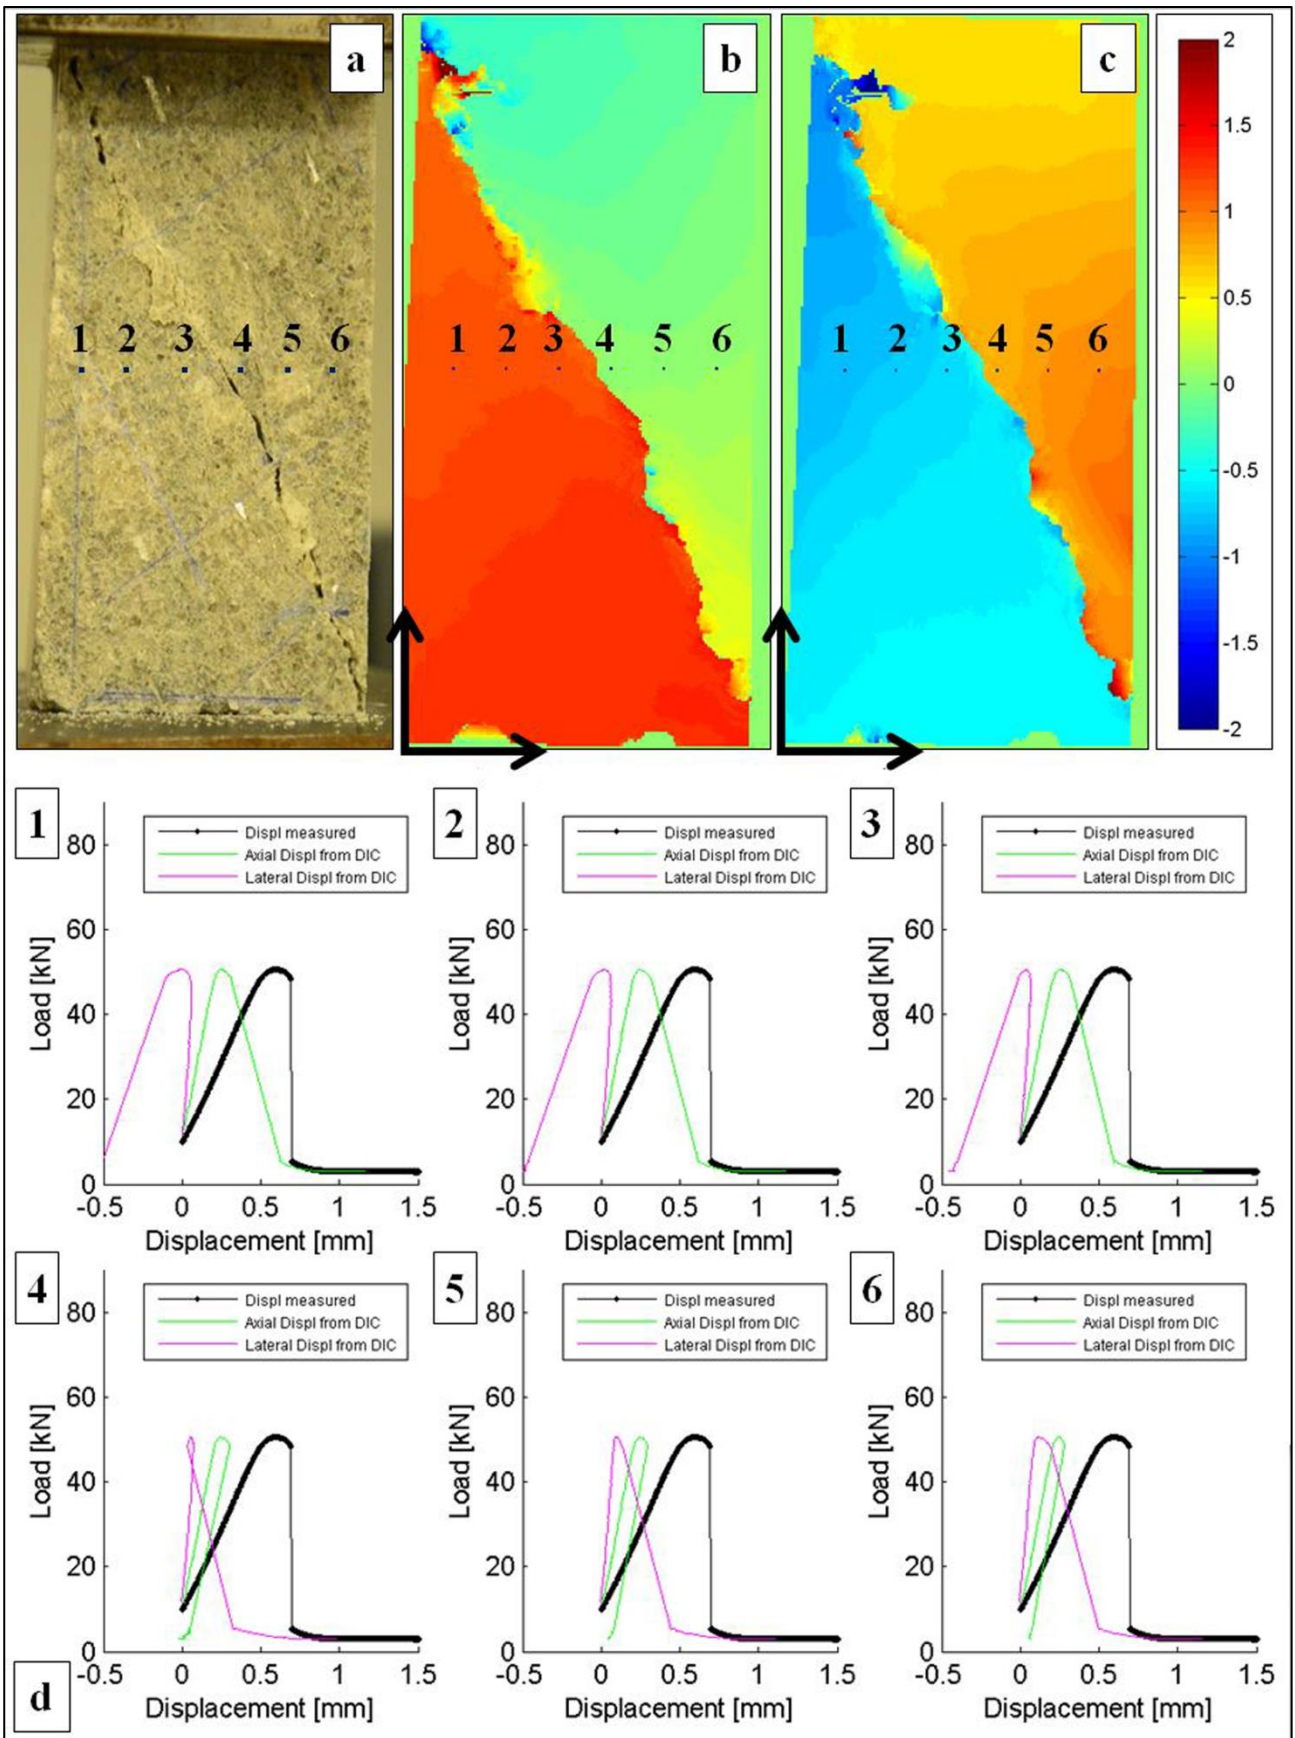 a b c
2
1.5
1
0.5
0
-0.5
-1
-1.5
-2
1 2 3 4 5 6
1 2 3 4 5 6
1 2 3 4 5 6
1
Displ measured
Axial Displ from DIC
Lateral Displ from DIC
Load [kN]
80
60
40
20
0
-0.5 0 0.5 1 1.5
Displacement [mm]
2
Displ measured
Axial Displ from DIC
Lateral Displ from DIC
Load [kN]
80
60
40
20
0
-0.5 0 0.5 1 1.5
Displacement [mm]
3
Displ measured
Axial Displ from DIC
Lateral Displ from DIC
Load [kN]
80
60
40
20
0
-0.5 0 0.5 1 1.5
Displacement [mm]
4
Displ measured
Axial Displ from DIC
Lateral Displ from DIC
Load [kN]
80
60
40
20
0
-0.5 0 0.5 1 1.5
Displacement [mm]
5
Displ measured
Axial Displ from DIC
Lateral Displ from DIC
Load [kN]
80
60
40
20
0
-0.5 0 0.5 1 1.5
Displacement [mm]
6
Displ measured
Axial Displ from DIC
Lateral Displ from DIC
Load [kN]
80
60
40
20
0
-0.5 0 0.5 1 1.5
Displacement [mm]
d